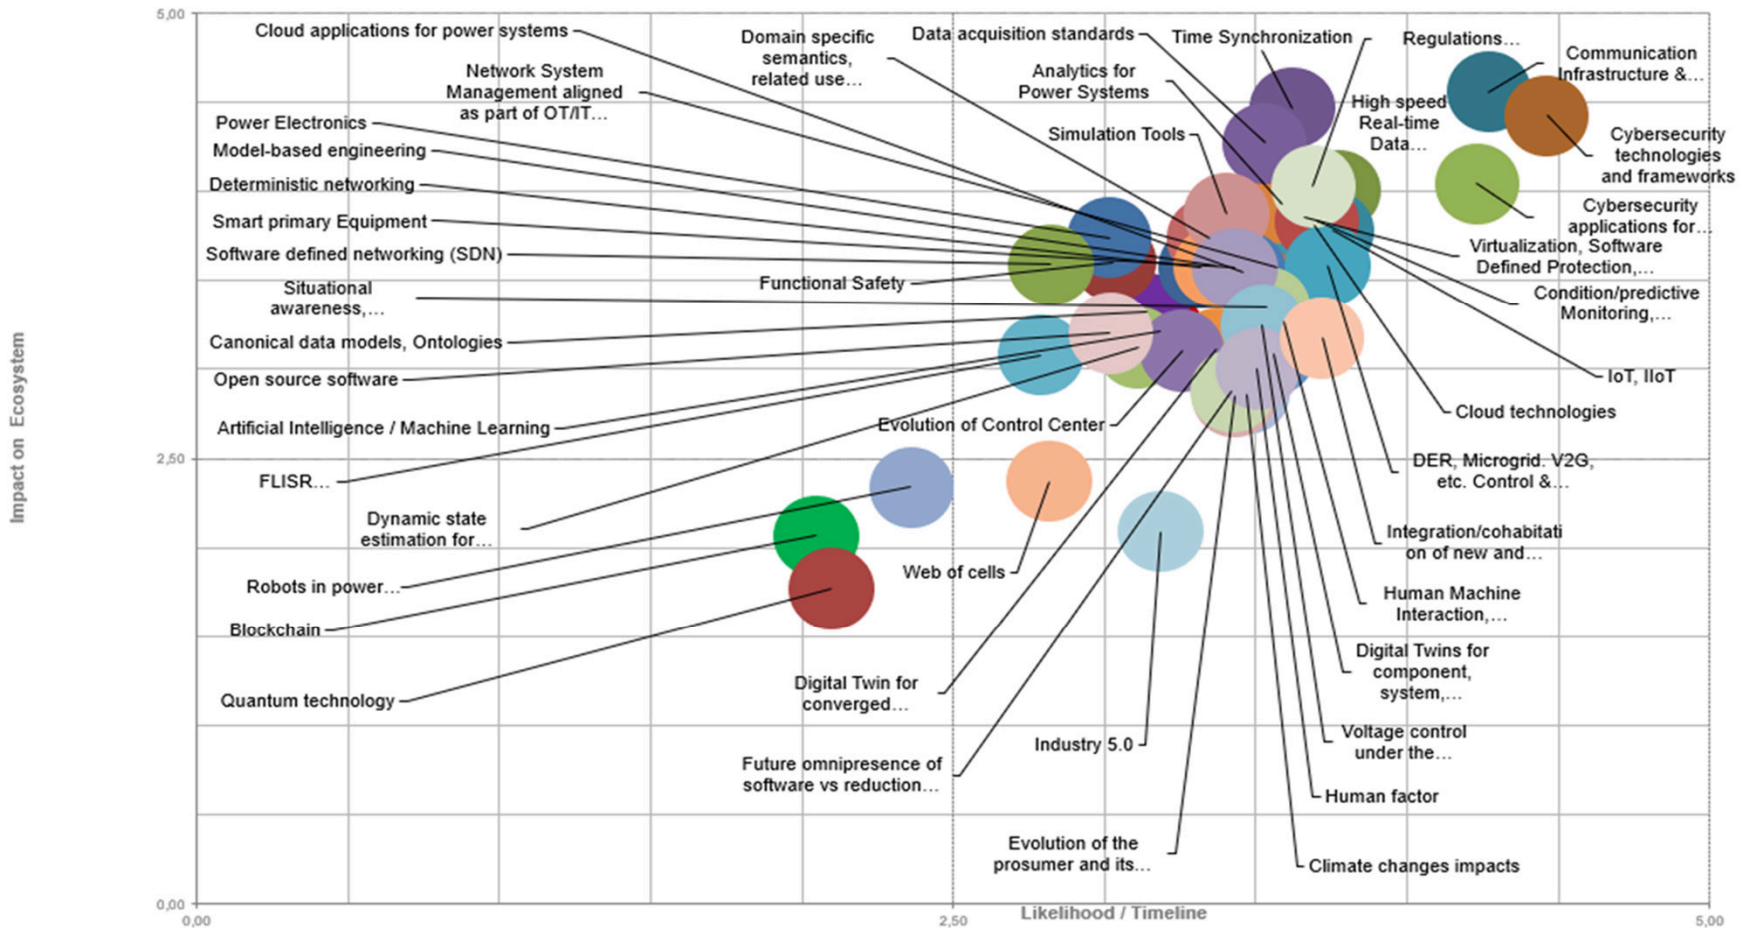 5,00
Cloud applications for power systems
Network System
Management aligned
as part of OT/IT...
Power Electronics
Model-based engineering
Deterministic networking
Smart primary Equipment
Software defined networking (SDN)
Situational
awareness,...
Canonical data models, Ontologies
Open source software
Artificial Intelligence / Machine Learning
FLISR...
Dynamic state
estimation for...
Robots in power...
Blockchain
Quantum technology
Domain specific
semantics,
related use...
Data acquisition standards
Analytics for
Power Systems
Simulation Tools
Time Synchronization
Regulations...
High speed
Real-time
Data...
Communication
Infrastructure &...
Cybersecurity
technologies
and frameworks
Cybersecurity
applications for...
Virtualization, Software
Defined Protection,...
Condition/predictive
Monitoring,...
IoT, IIoT
Cloud technologies
DER, Microgrid. V2G,
etc. Control &...
Integration/cohabitati
on of new and...
Human Machine
Interaction,...
Digital Twins for
component,
system,...
Voltage control
under the...
Human factor
Climate changes impacts
Functional Safety
Evolution of Control Center
Web of cells
Digital Twin for
converged...
Industry 5.0
Future omnipresence of
software vs reduction...
Evolution of the
prosumer and its...
Impact on Ecosystem
2,50
0,00
0,00
2,50
5,00
Likelihood / Timeline